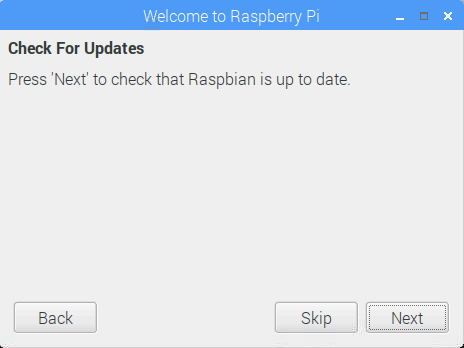 Welcome to Raspberry Pi
Check For Updates
Press 'Next' to check that Raspbian is up to date.
Back
Skip
Next